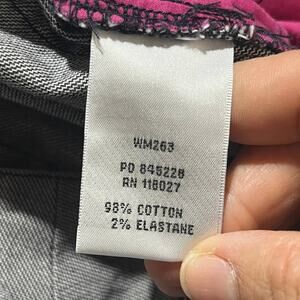 WM263
PO 845228
RN 118027
98% COTTON
2% ELASTANE